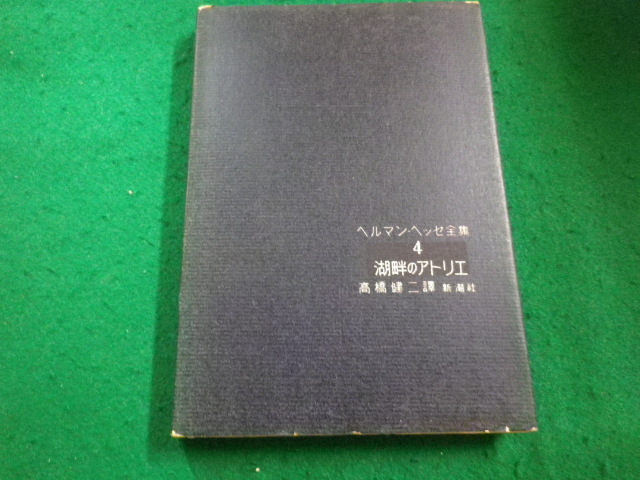 ヘルマン・ヘッセ全集
4
湖畔のアトリエ
高橋健二譯 新潮社